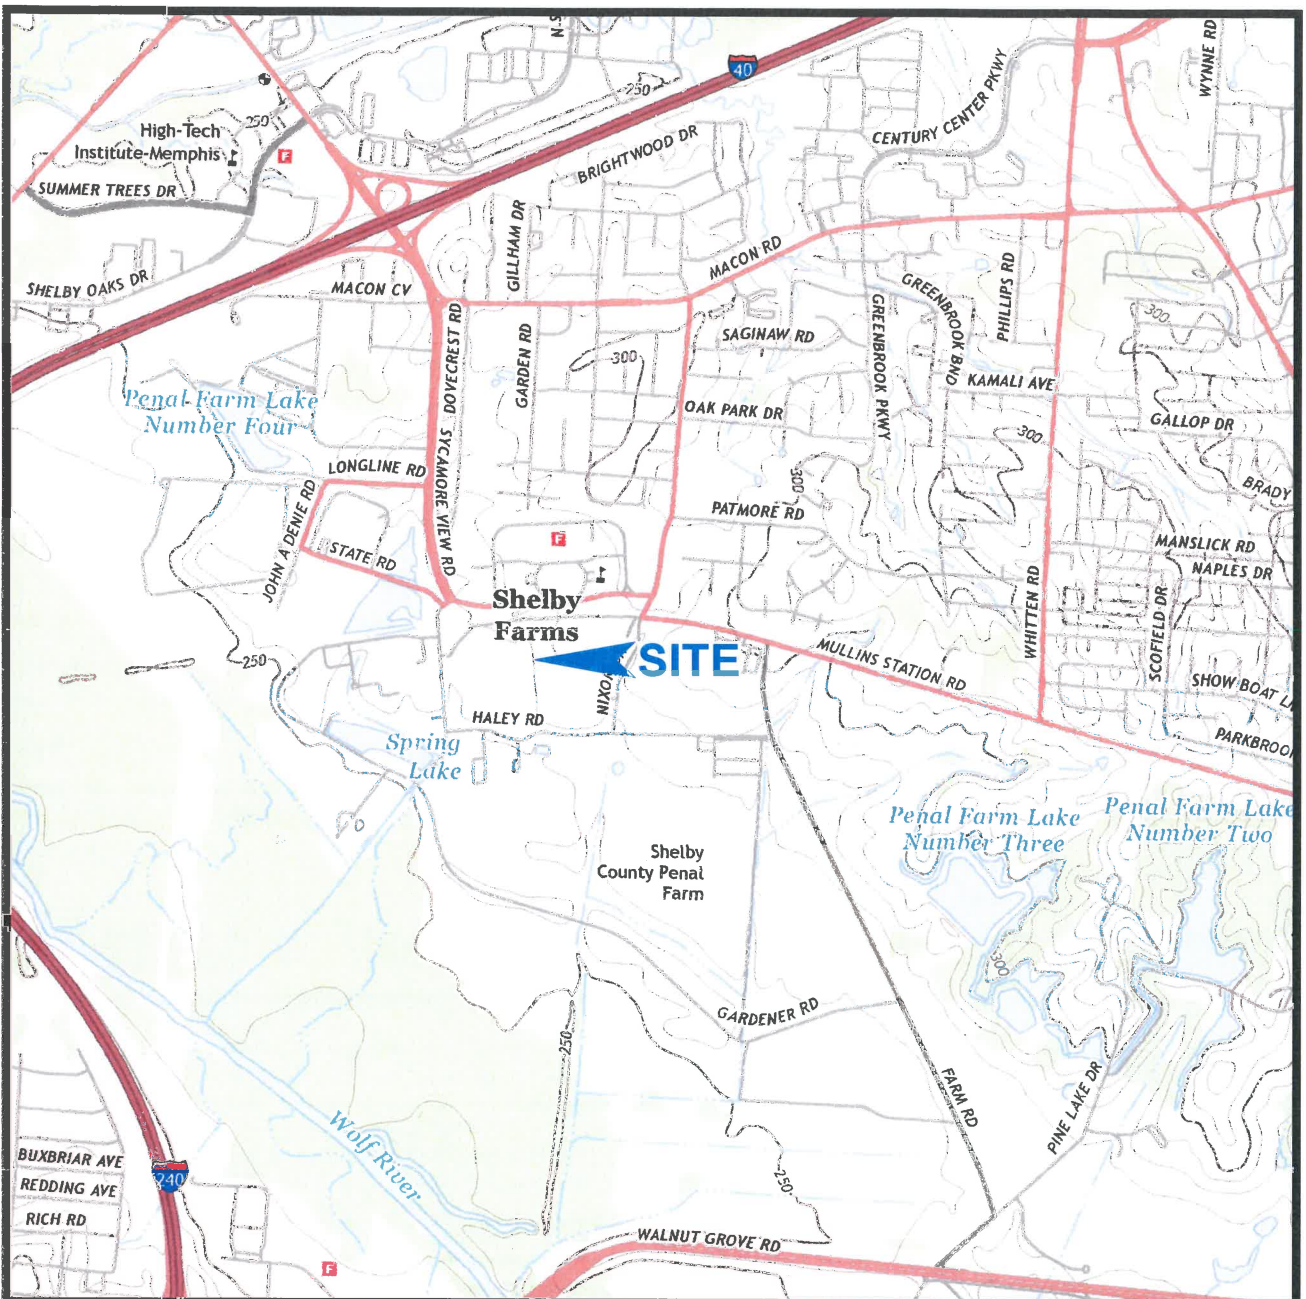 N-S
40
250
WYNNE RD
CENTURY CENTER PKWY
High-Tech
Institute-Memphis
250
F
BRIGHTWOOD DR
SUMMER TREES DR
GILLHAM DR
MACON RD
SHELBY OAKS DR
MACON CV
GREENBROOK BND
PHILLIPS RD
300
DOVECREST RD
GARDEN RD
SAGINAW RD
GREENBROOK PKWY
300
KAMALI AVE
Penal Farm Lake
Number Four
OAK PARK DR
GALLOP DR
300
SYCAMORE VIEW RD
LONGLINE RD
300
BRADY
JOHN A DENIE RD
PATMORE RD
F
MANSLICK RD
STATE RD
NAPLES DR
WHITTEN RD
SCOFIELD DR
Shelby
Farms
SITE
250
MULLINS STATION RD
SHOW BOAT L
NIXON
HALEY RD
PARKBROO
Spring
Lake
Penal Farm Lake
Number Three
Penal Farm Lake
Number Two
Shelby
County Penal
Farm
300
GARDENER RD
250
FARM RD
PINE LAKE DR
Wolf River
BUXBRIAR AVE
240
REDDING AVE
250
RICH RD
WALNUT GROVE RD
F